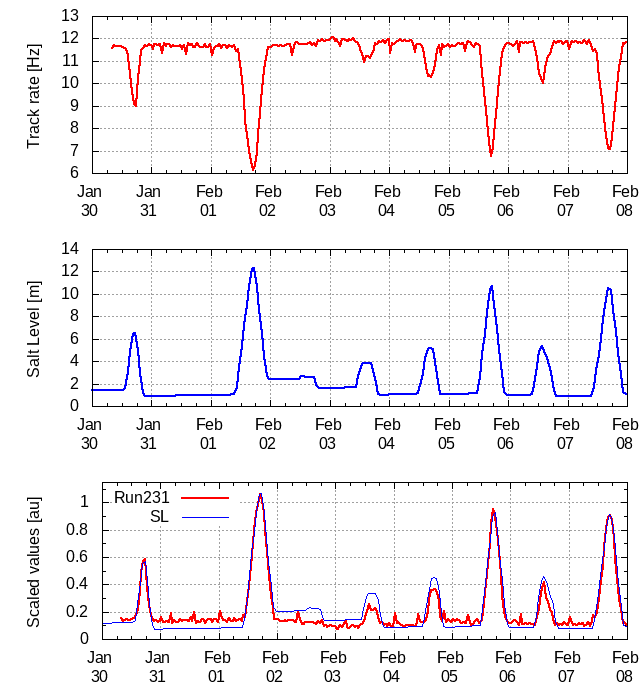 Track rate [Hz]
13
12
11
10
9
8
7
6
Jan 30
Jan 31
Feb 01
Feb 02
Feb 03
Feb 04
Feb 05
Feb 06
Feb 07
Feb 08
Salt Level [m]
14
12
10
8
6
4
2
0
Jan 30
Jan 31
Feb 01
Feb 02
Feb 03
Feb 04
Feb 05
Feb 06
Feb 07
Feb 08
Scaled values [au]
1
0.8
0.6
0.4
0.2
0
Run231
SL
Jan 30
Jan 31
Feb 01
Feb 02
Feb 03
Feb 04
Feb 05
Feb 06
Feb 07
Feb 08